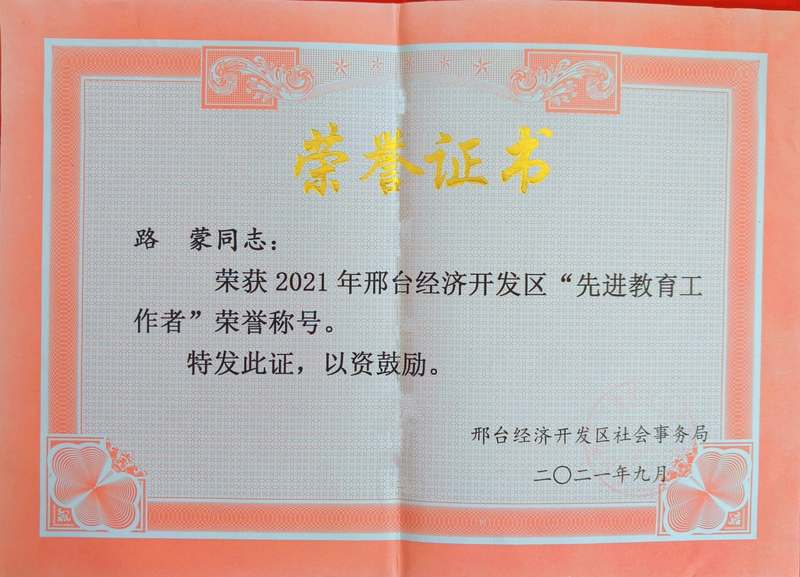 荣誉证书
路 蒙同志：
荣获2021年邢台经济开发区“先进教育工
作者”荣誉称号。
特发此证，以资鼓励。
邢台经济开发区社会事务局
二〇二一年九月